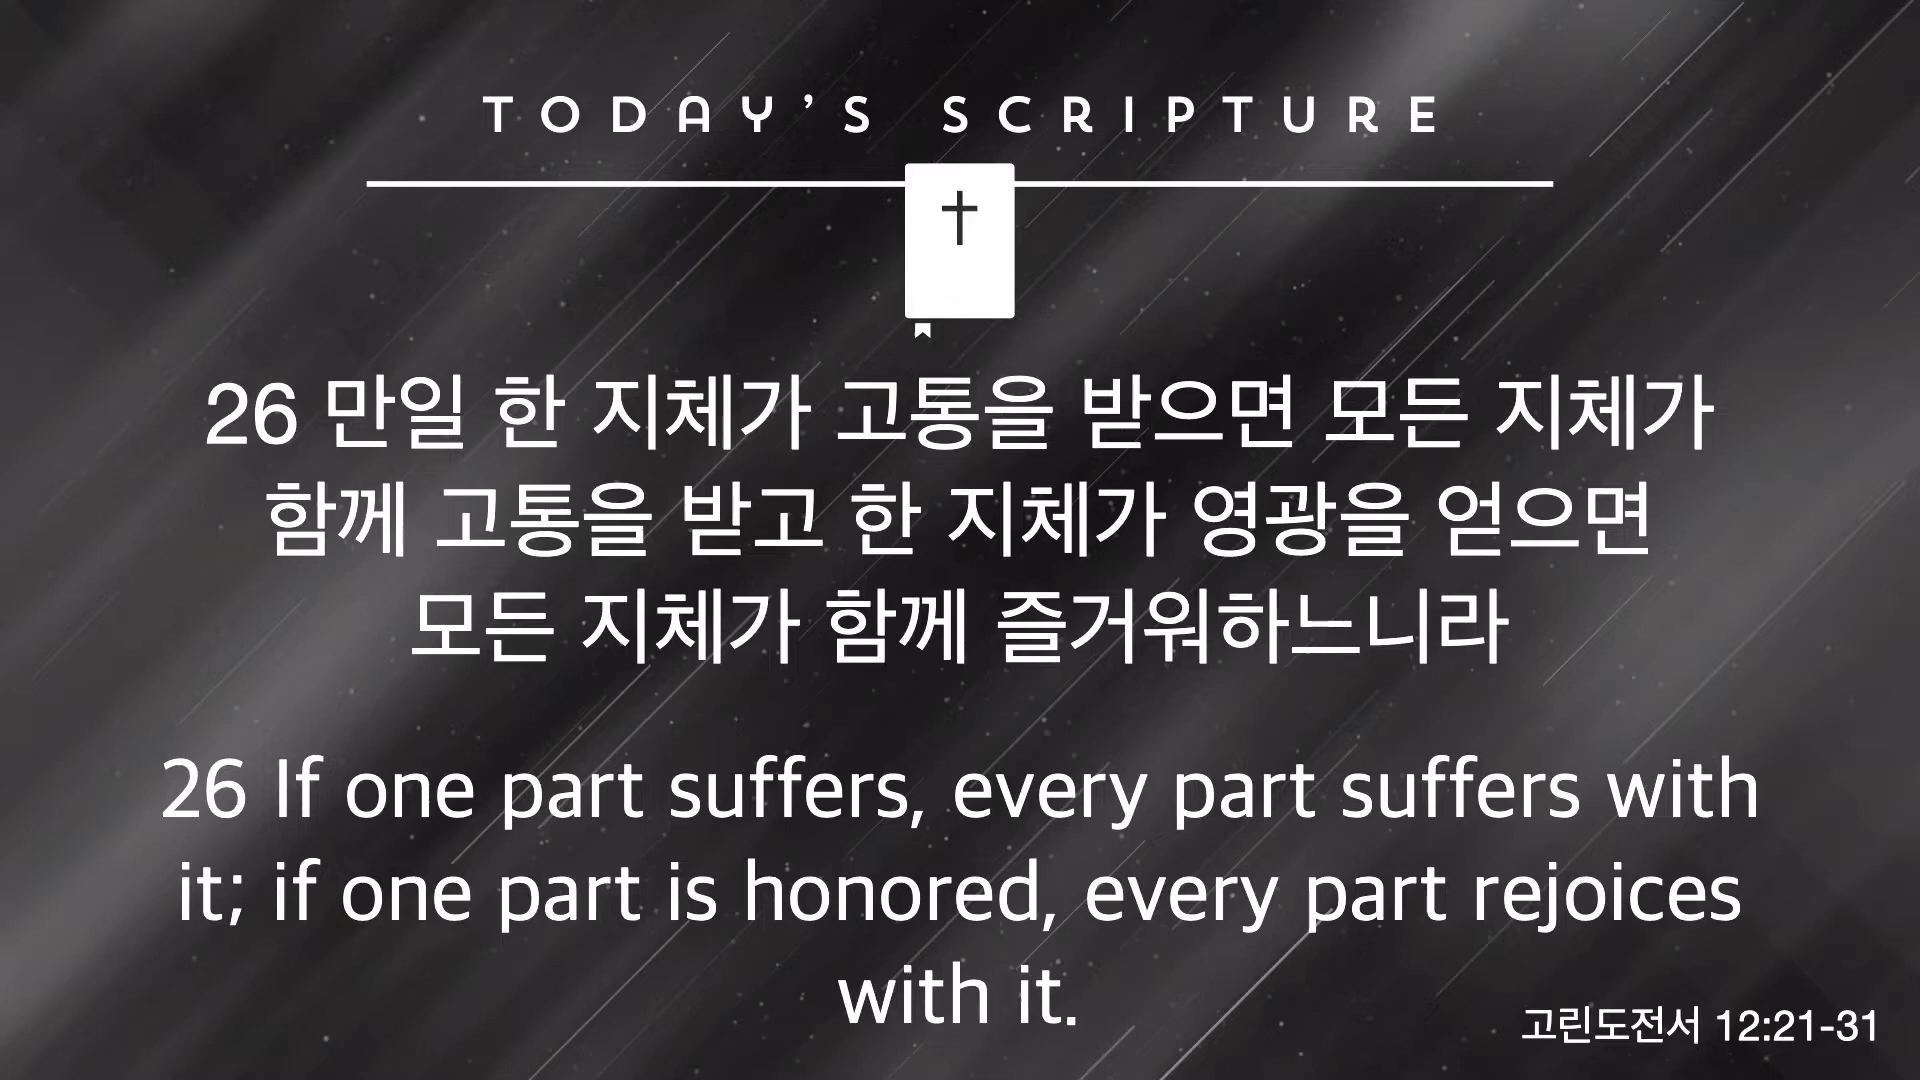 TODAY'S SCRIPTURE
26 만일 한 지체가 고통을 받으면 모든 지체가
함께 고통을 받고 한 지체가 영광을 얻으면
모든 지체가 함께 즐거워하느니라
26 If one part suffers, every part suffers with
it; if one part is honored, every part rejoices
with it.
고린도전서 12:21-31